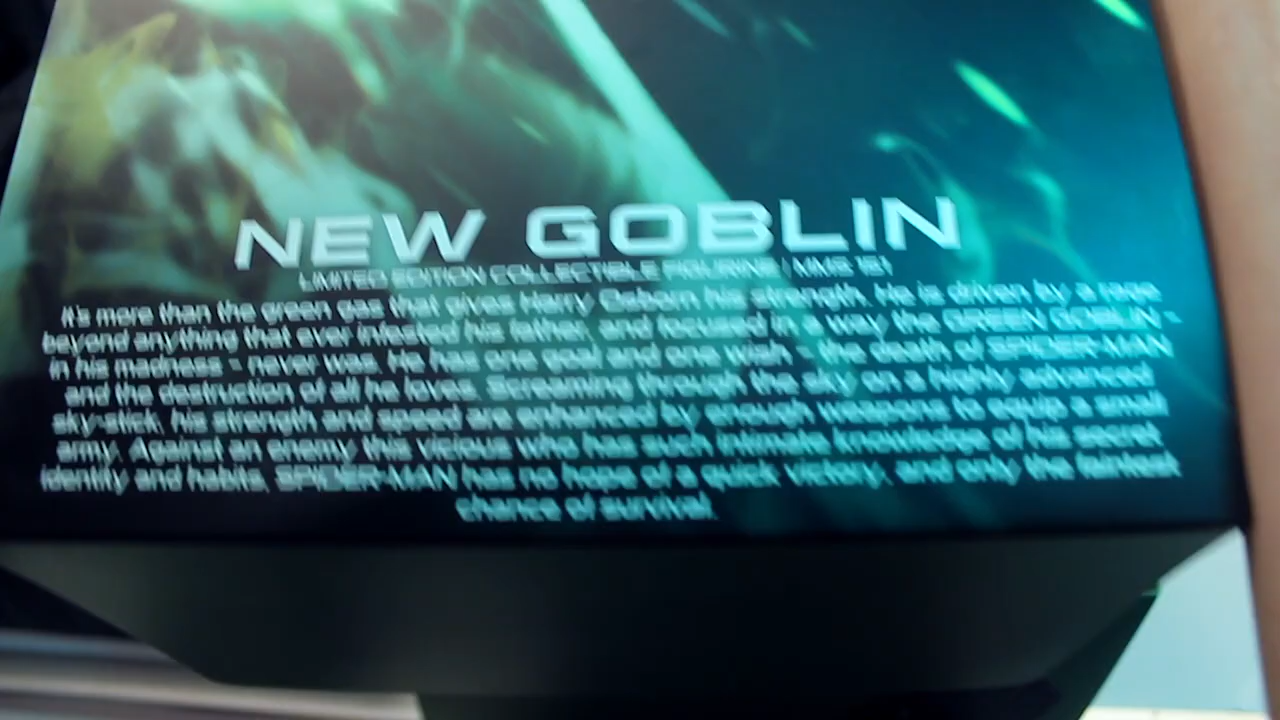 NEW GOBLIN
LIMITED EDITION COLLECTIBLE FIGURINE | MMS 151
It's more than the green gas that gives Harry Osborn his strength. He is driven by a rage
beyond anything that ever infested his father, and focused in a way the GREEN GOBLIN -
in his madness - never was. He has one goal and one wish - the death of SPIDER-MAN
and the destruction of all he loves. Screaming through the sky on a highly advanced
sky-stick, his strength and speed are enhanced by enough weapons to equip a small
army. Against an enemy this vicious who has such intimate knowledge of his secret
identity and habits, SPIDER-MAN has no hope of a quick victory, and only the faintest
chance of survival.